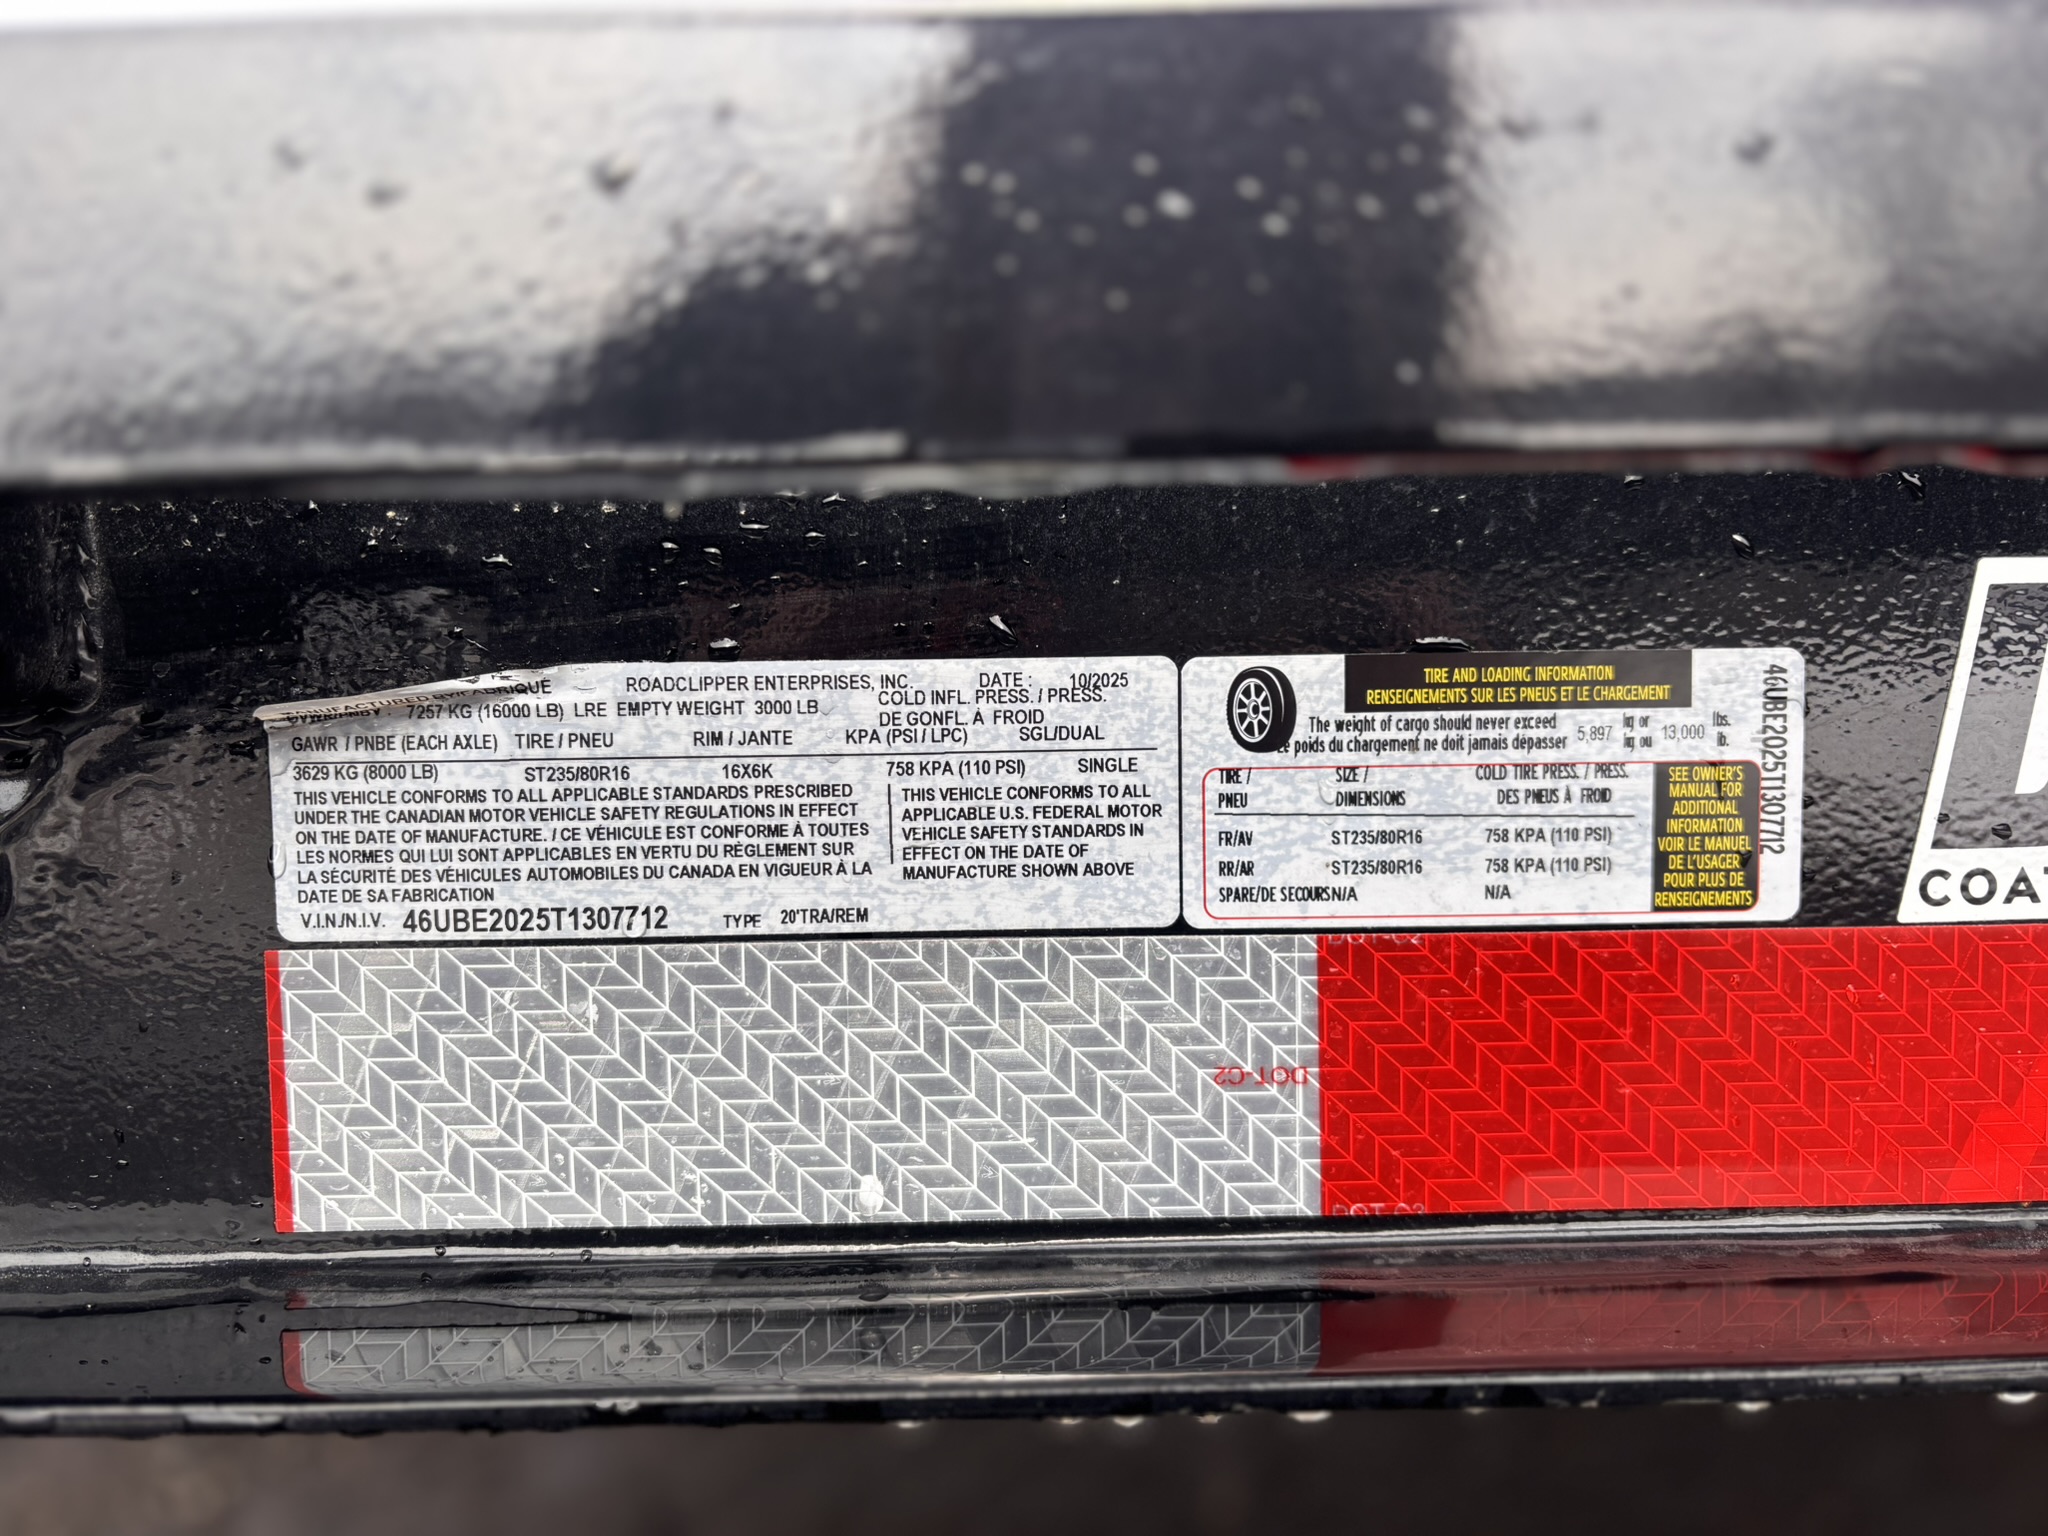 MANUFACTURED BY/FABRIQUÉ
ROADCLIPPER ENTERPRISES, INC.
DATE : 10/2025
GVWR/PNBV : 7257 KG (16000 LB) LRE EMPTY WEIGHT 3000 LB
COLD INFL. PRESS. / PRESS.
DE GONFL. À FROID
GAWR / PNBE (EACH AXLE) TIRE / PNEU RIM / JANTE KPA (PSI / LPC) SGL/DUAL
3629 KG (8000 LB) ST235/80R16 16X6K 758 KPA (110 PSI) SINGLE
THIS VEHICLE CONFORMS TO ALL APPLICABLE STANDARDS PRESCRIBED
UNDER THE CANADIAN MOTOR VEHICLE SAFETY REGULATIONS IN EFFECT
ON THE DATE OF MANUFACTURE. / CE VÉHICULE EST CONFORME À TOUTES
LES NORMES QUI LUI SONT APPLICABLES EN VERTU DU RÈGLEMENT SUR
LA SÉCURITÉ DES VÉHICULES AUTOMOBILES DU CANADA EN VIGUEUR À LA
DATE DE SA FABRICATION
THIS VEHICLE CONFORMS TO ALL
APPLICABLE U.S. FEDERAL MOTOR
VEHICLE SAFETY STANDARDS IN
EFFECT ON THE DATE OF
MANUFACTURE SHOWN ABOVE
V.I.N./N.I.V. 46UBE2025T1307712 TYPE 20'TRA/REM
TIRE AND LOADING INFORMATION
RENSEIGNEMENTS SUR LES PNEUS ET LE CHARGEMENT
The weight of cargo should never exceed
Le poids du chargement ne doit jamais dépasser
5,897 kg or 13,000 lbs.
kg ou lb.
TIRE / SIZE / COLD TIRE PRESS. / PRESS.
PNEU DIMENSIONS DES PNEUS À FROID
FR/AV ST235/80R16 758 KPA (110 PSI)
RR/AR ST235/80R16 758 KPA (110 PSI)
SPARE/DE SECOURS N/A N/A
SEE OWNER'S
MANUAL FOR
ADDITIONAL
INFORMATION
VOIR LE MANUEL
DE L'USAGER
POUR PLUS DE
RENSEIGNEMENTS
46UBE2025T1307712
COAT
DOT-C2
DOT-C2
DOT-C2